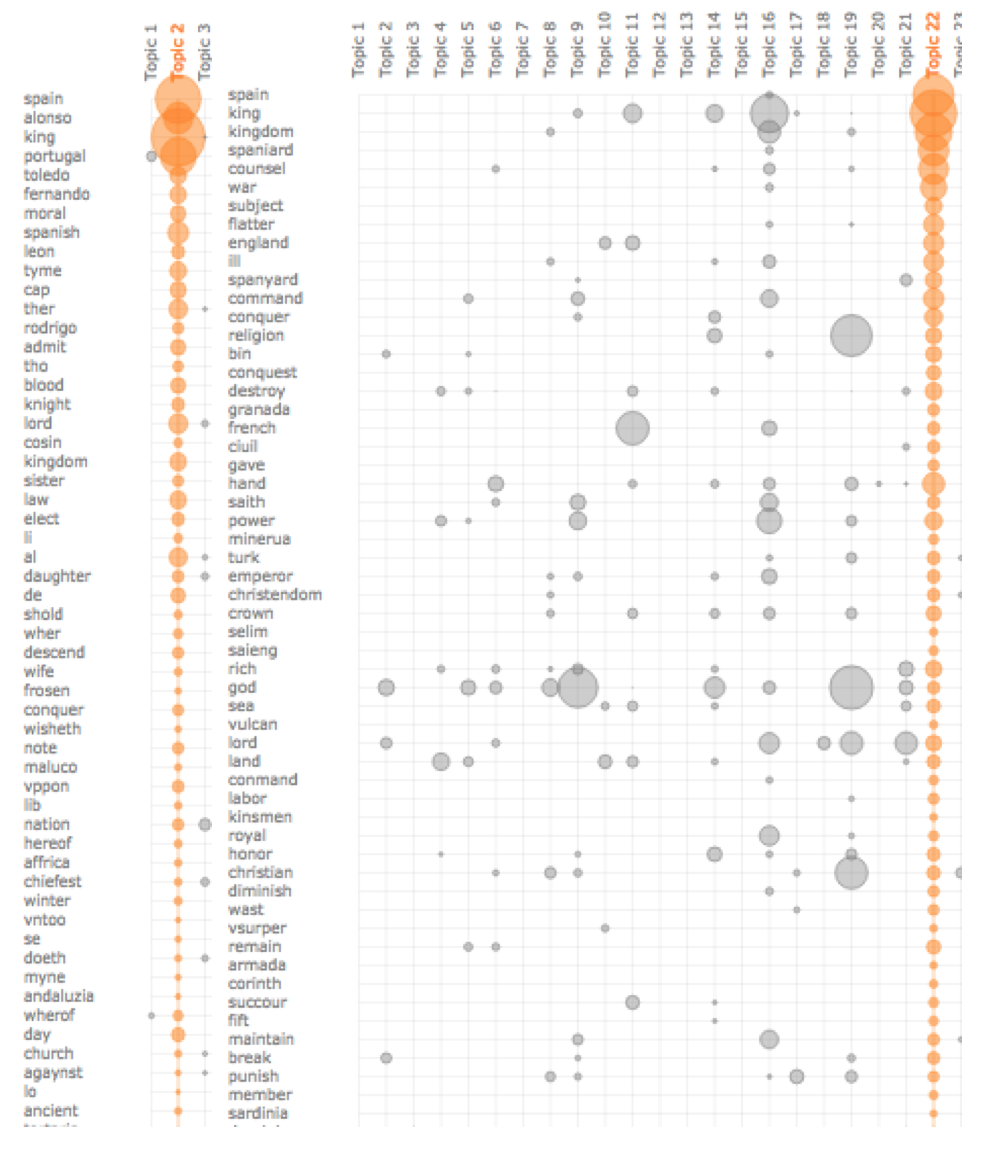 Topic 1
Topic 2
Topic 3
spain
alonso
king
portugal
toledo
fernando
moral
spanish
leon
tyme
cap
ther
rodrigo
admit
tho
blood
knight
lord
cosin
kingdom
sister
law
elect
li
al
daughter
de
shold
wher
descend
wife
frosen
conquer
wisheth
note
maluco
vppon
lib
nation
hereof
affrica
chiefest
winter
vntoo
se
doeth
myne
andaluzia
wherof
day
church
agaynst
lo
ancient
Topic 1
Topic 2
Topic 3
Topic 4
Topic 5
Topic 6
Topic 7
Topic 8
Topic 9
Topic 10
Topic 11
Topic 12
Topic 13
Topic 14
Topic 15
Topic 16
Topic 17
Topic 18
Topic 19
Topic 20
Topic 21
Topic 22
Topic 23
spain
king
kingdom
spaniard
counsel
war
subject
flatter
england
ill
spanyard
command
conquer
religion
bin
conquest
destroy
granada
french
ciuil
gave
hand
saith
power
minerua
turk
emperor
christendom
crown
selim
saieng
rich
god
sea
vulcan
lord
land
conmand
labor
kinsmen
royal
honor
christian
diminish
wast
vsurper
remain
armada
corinth
succour
fift
maintain
break
punish
member
sardinia